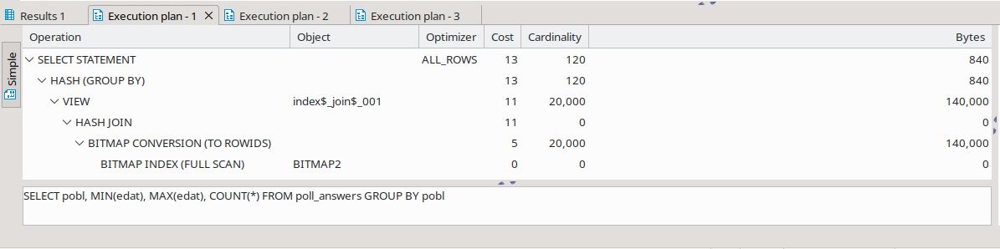 Results 1 Execution plan - 1 Execution plan - 2 Execution plan - 3
Simple
Operation Object Optimizer Cost Cardinality Bytes
SELECT STATEMENT ALL_ROWS 13 120 840
HASH (GROUP BY) 13 120 840
VIEW index$_join$_001 11 20,000 140,000
HASH JOIN 11 0 0
BITMAP CONVERSION (TO ROWIDS) 5 20,000 140,000
BITMAP INDEX (FULL SCAN) BITMAP2 0 0 0
SELECT pobl, MIN(edat), MAX(edat), COUNT(*) FROM poll_answers GROUP BY pobl